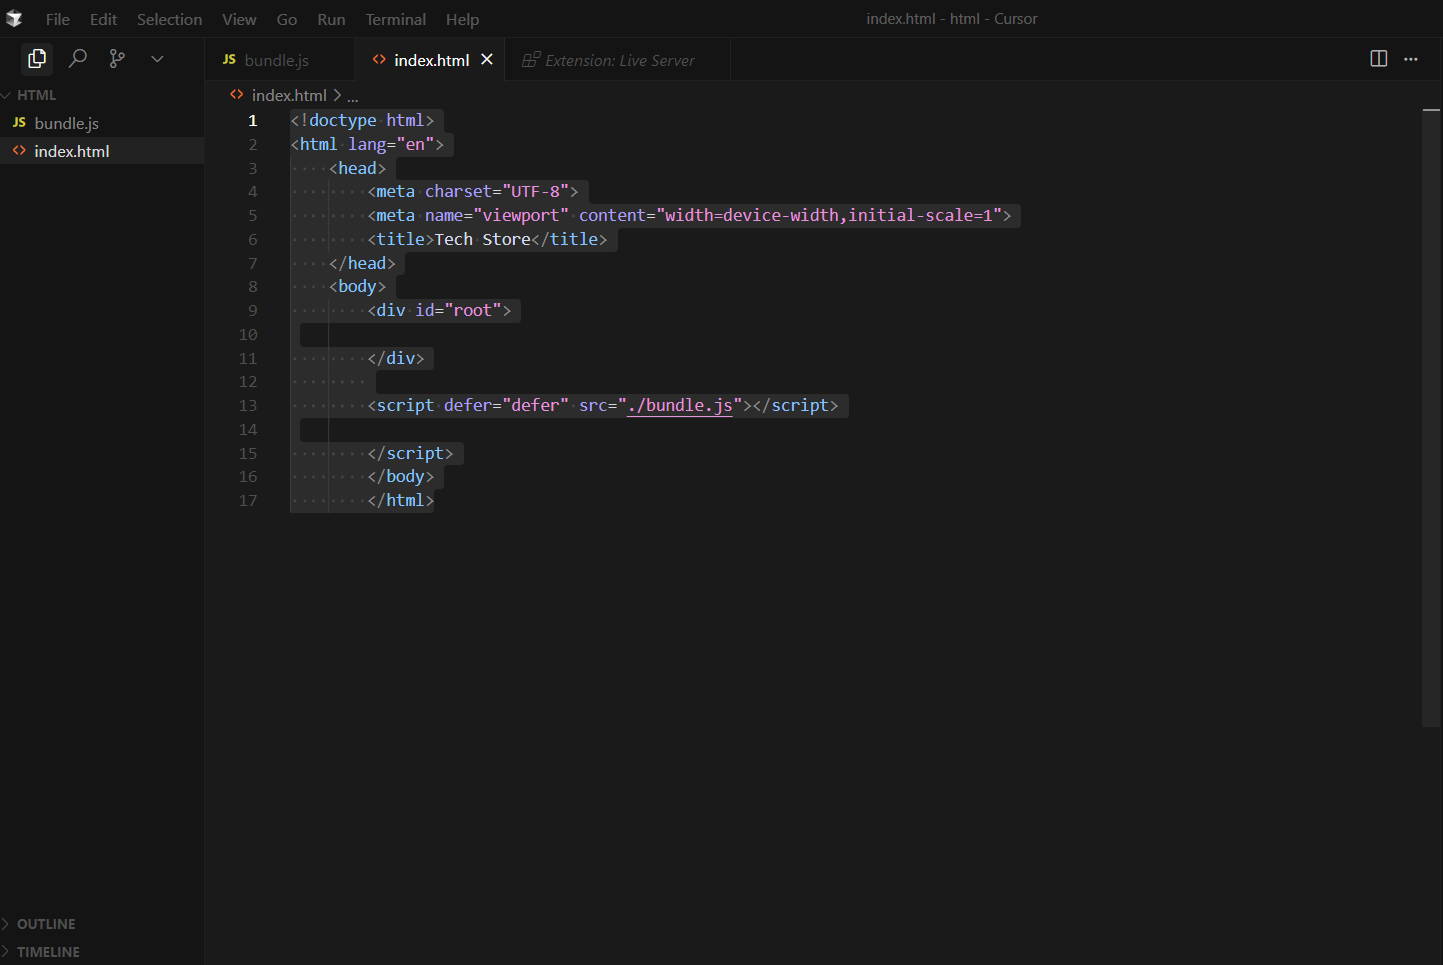 File Edit Selection View Go Run Terminal Help
index.html - html - Cursor
JS bundle.js
index.html
Extension: Live Server
HTML
JS bundle.js
index.html
index.html > ...
1 <!doctype html>
2 <html lang="en">
3     <head>
4         <meta charset="UTF-8">
5         <meta name="viewport" content="width=device-width,initial-scale=1">
6         <title>Tech Store</title>
7     </head>
8     <body>
9         <div id="root">
10
11         </div>
12
13         <script defer="defer" src="./bundle.js"></script>
14
15         </script>
16         </body>
17         </html>
OUTLINE
TIMELINE